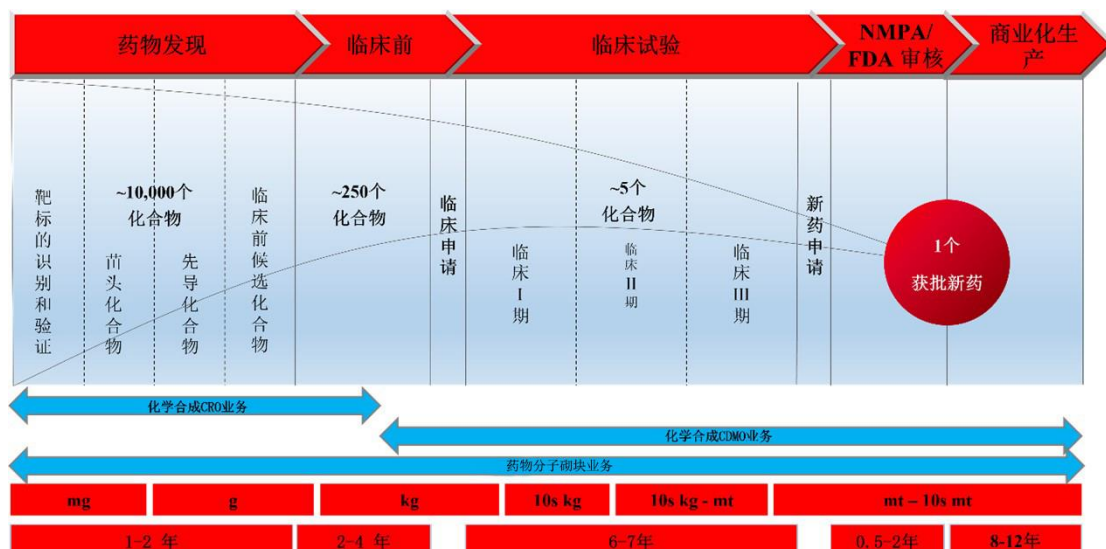 药物发现
临床前
临床试验
NMPA/
FDA 审核
商业化生
产
靶标的识别和验证
~10,000个
化合物
苗头化合物
先导化合物
临床前候选化合物
~250个
化合物
临床申请
~5个
化合物
临床I期
临床II期
临床III期
新药申请
1个
获批新药
化学合成CRO业务
化学合成CDMO业务
药物分子砌块业务
mg
g
kg
10s kg
10s kg - mt
mt – 10s mt
1-2 年
2-4 年
6-7年
0.5-2年
8-12年